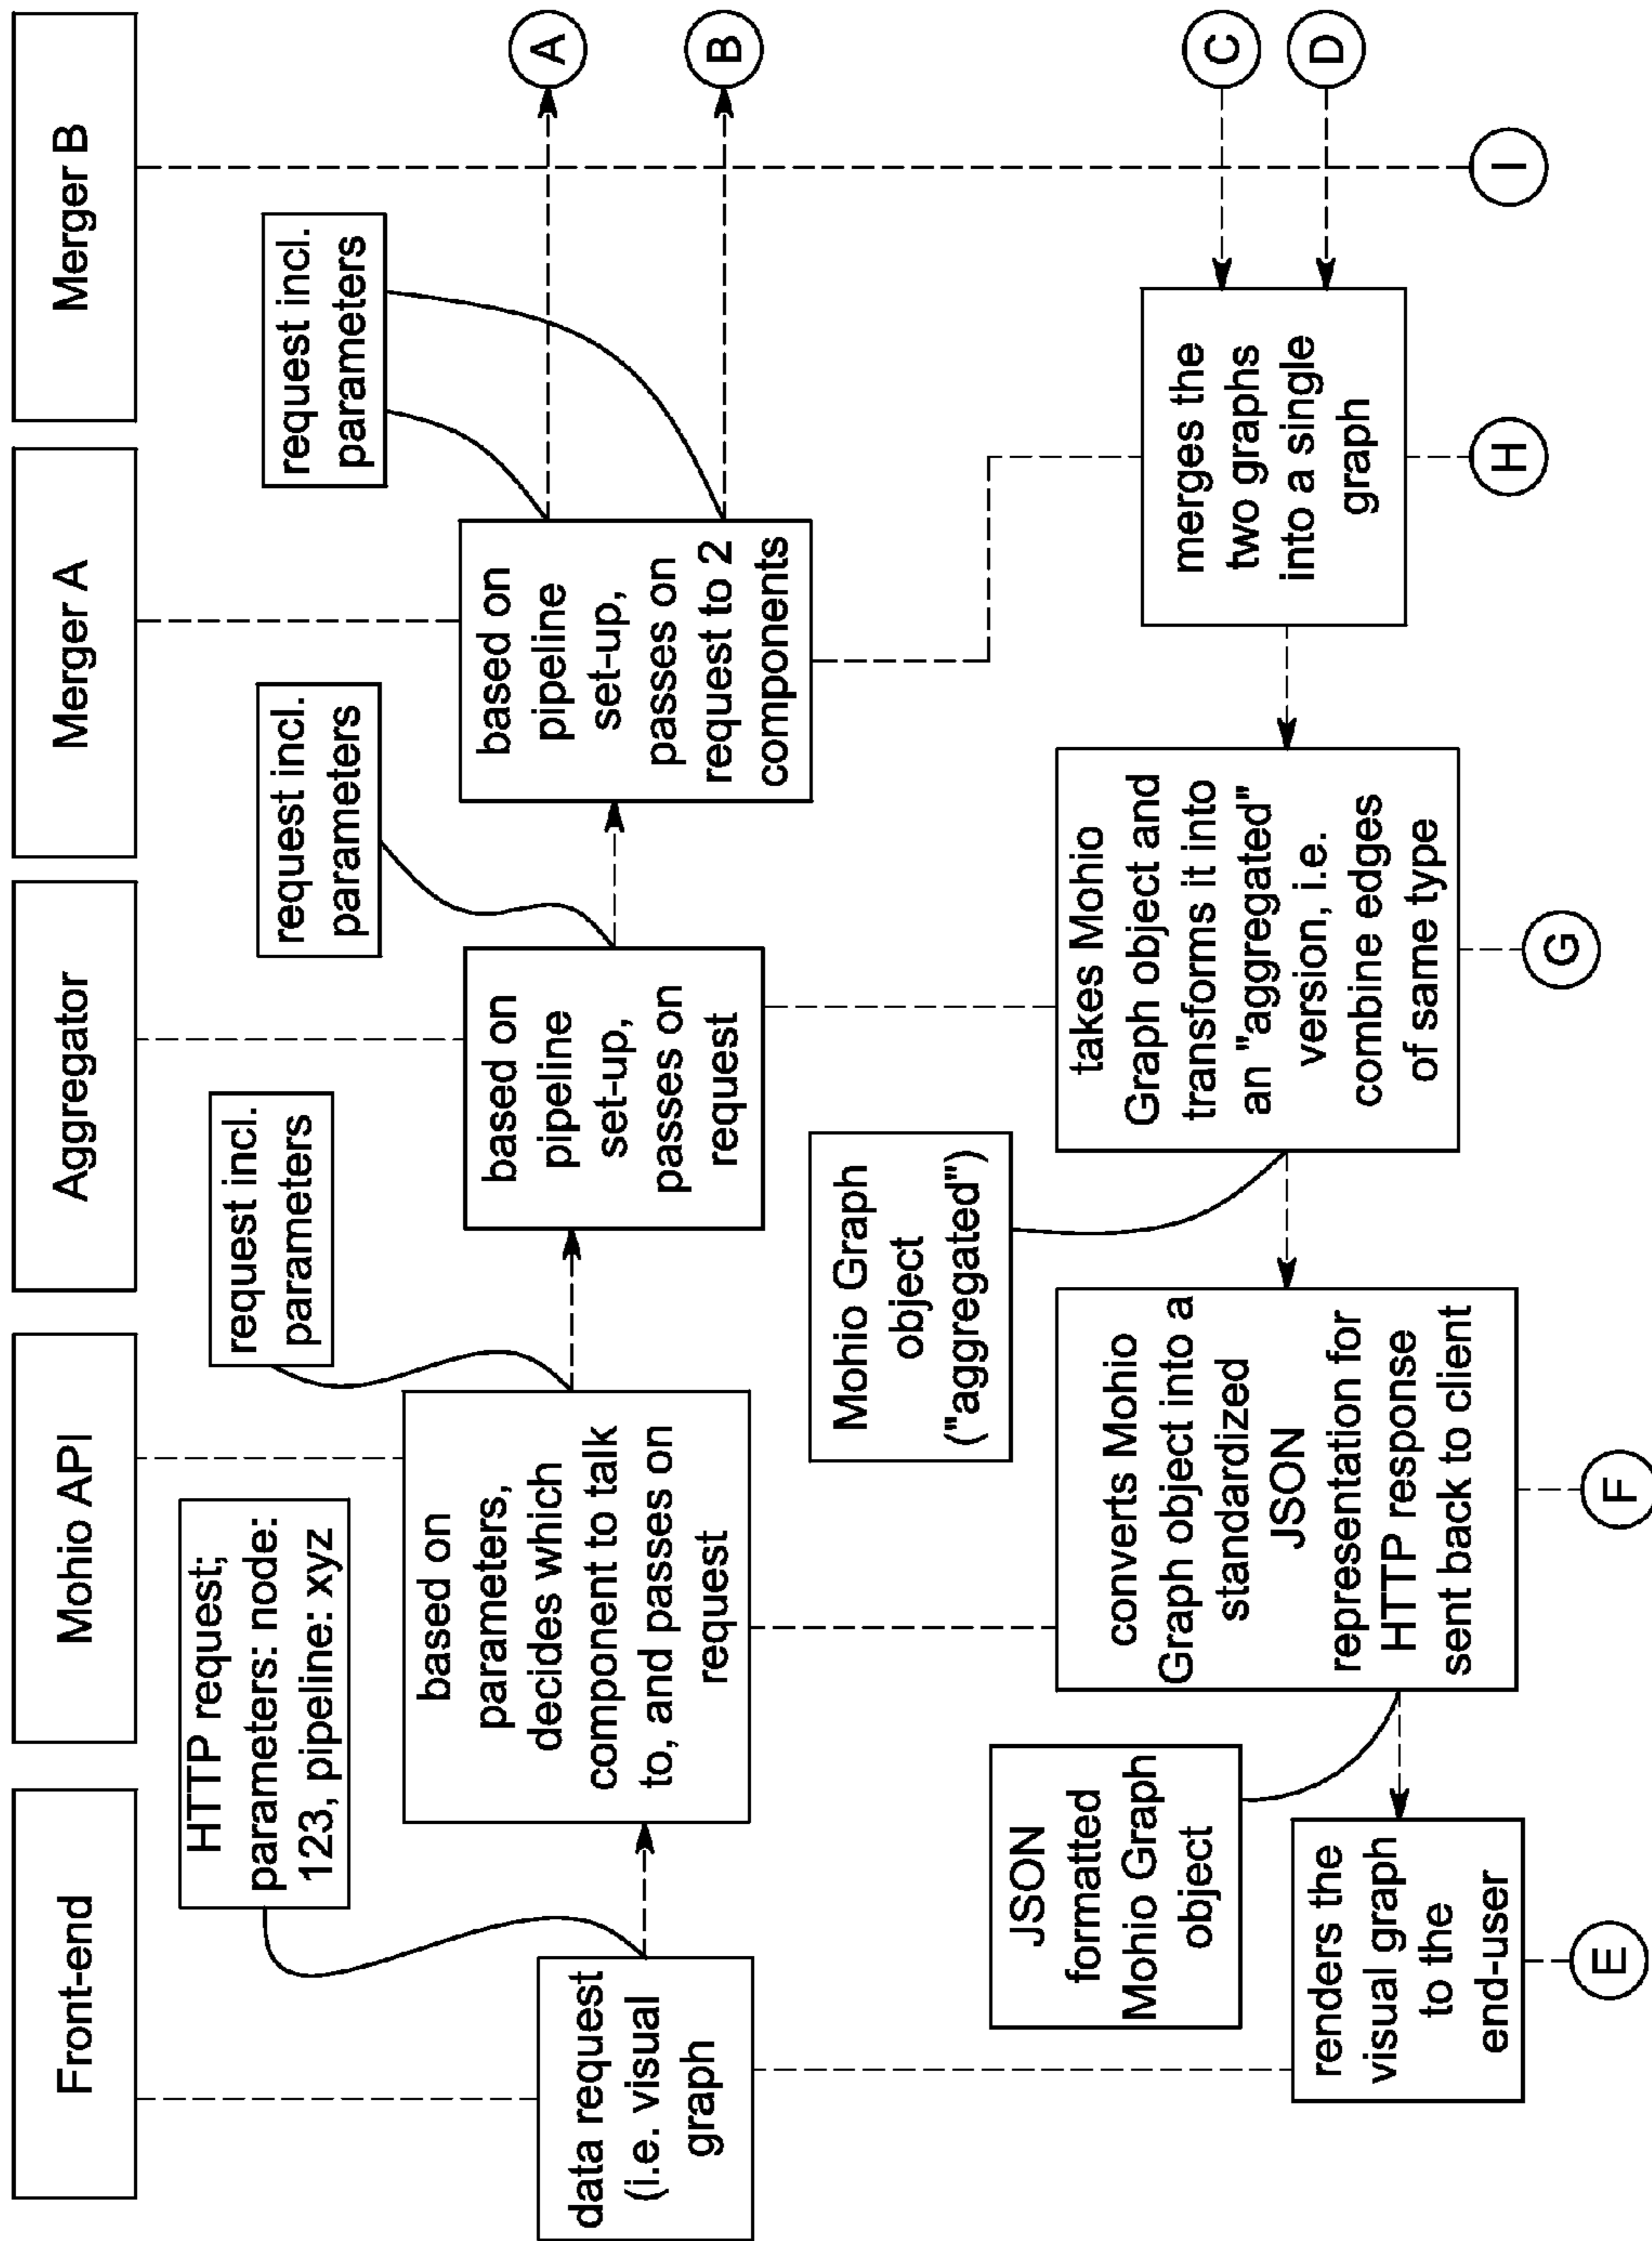 Front-end
Mohio API
Aggregator
Merger A
Merger B
HTTP request;
parameters: node:
123, pipeline: xyz
request incl.
parameters
request incl.
parameters
request incl.
parameters
data request
(i.e. visual
graph
based on
parameters,
decides which
component to talk
to, and passes on
request
based on
pipeline
set-up,
passes on
request
based on
pipeline
set-up,
passes on
request to 2
components
A
B
Mohio Graph
object
("aggregated")
JSON
formatted
Mohio Graph
object
renders the
visual graph
to the
end-user
converts Mohio
Graph object into a
standardized
JSON
representation for
HTTP response
sent back to client
takes Mohio
Graph object and
transforms it into
an "aggregated"
version, i.e.
combine edges
of same type
merges the
two graphs
into a single
graph
C
D
E
F
G
H
I